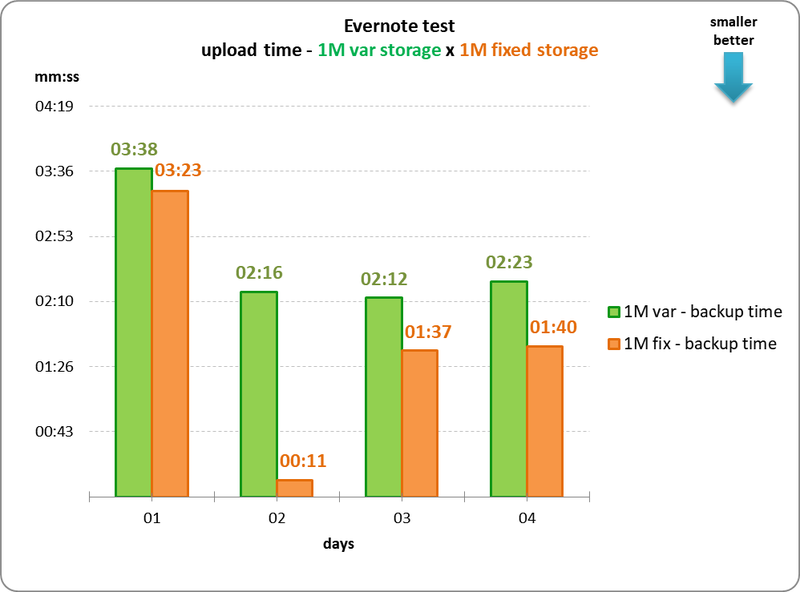 Evernote test
upload time - 1M var storage x 1M fixed storage
smaller
better
mm:ss
04:19
03:36
02:53
02:10
01:26
00:43
03:38
03:23
02:16
00:11
02:12
01:37
02:23
01:40
01
02
03
04
days
1M var - backup time
1M fix - backup time